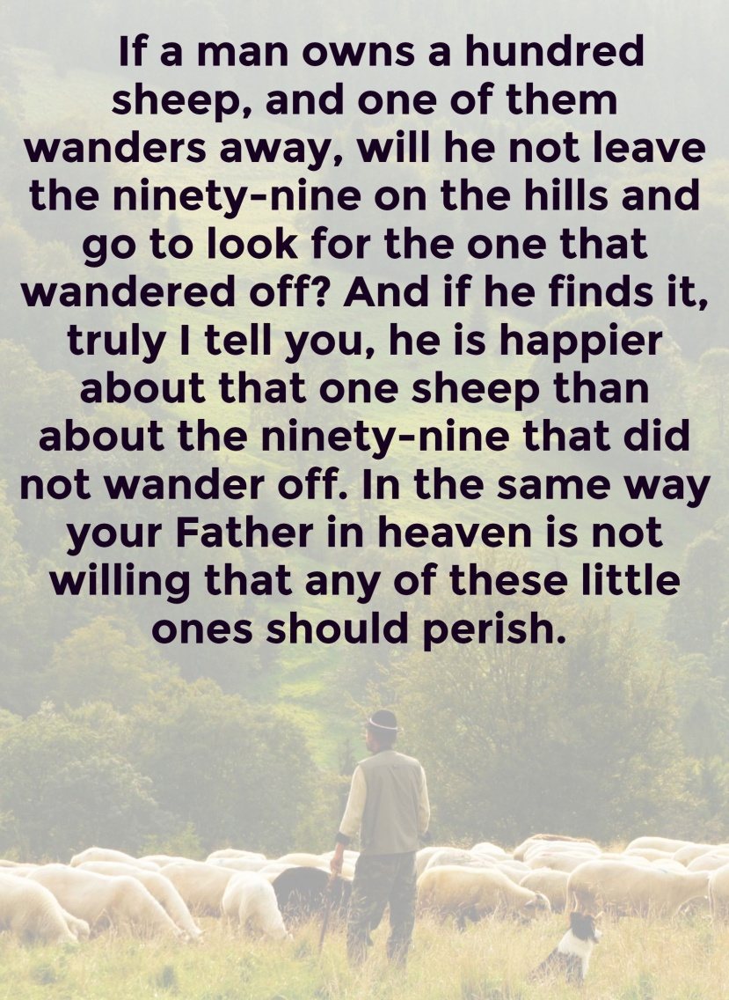 If a man owns a hundred
sheep, and one of them
wanders away, will he not leave
the ninety-nine on the hills and
go to look for the one that
wandered off? And if he finds it,
truly I tell you, he is happier
about that one sheep than
about the ninety-nine that did
not wander off. In the same way
your Father in heaven is not
willing that any of these little
ones should perish.